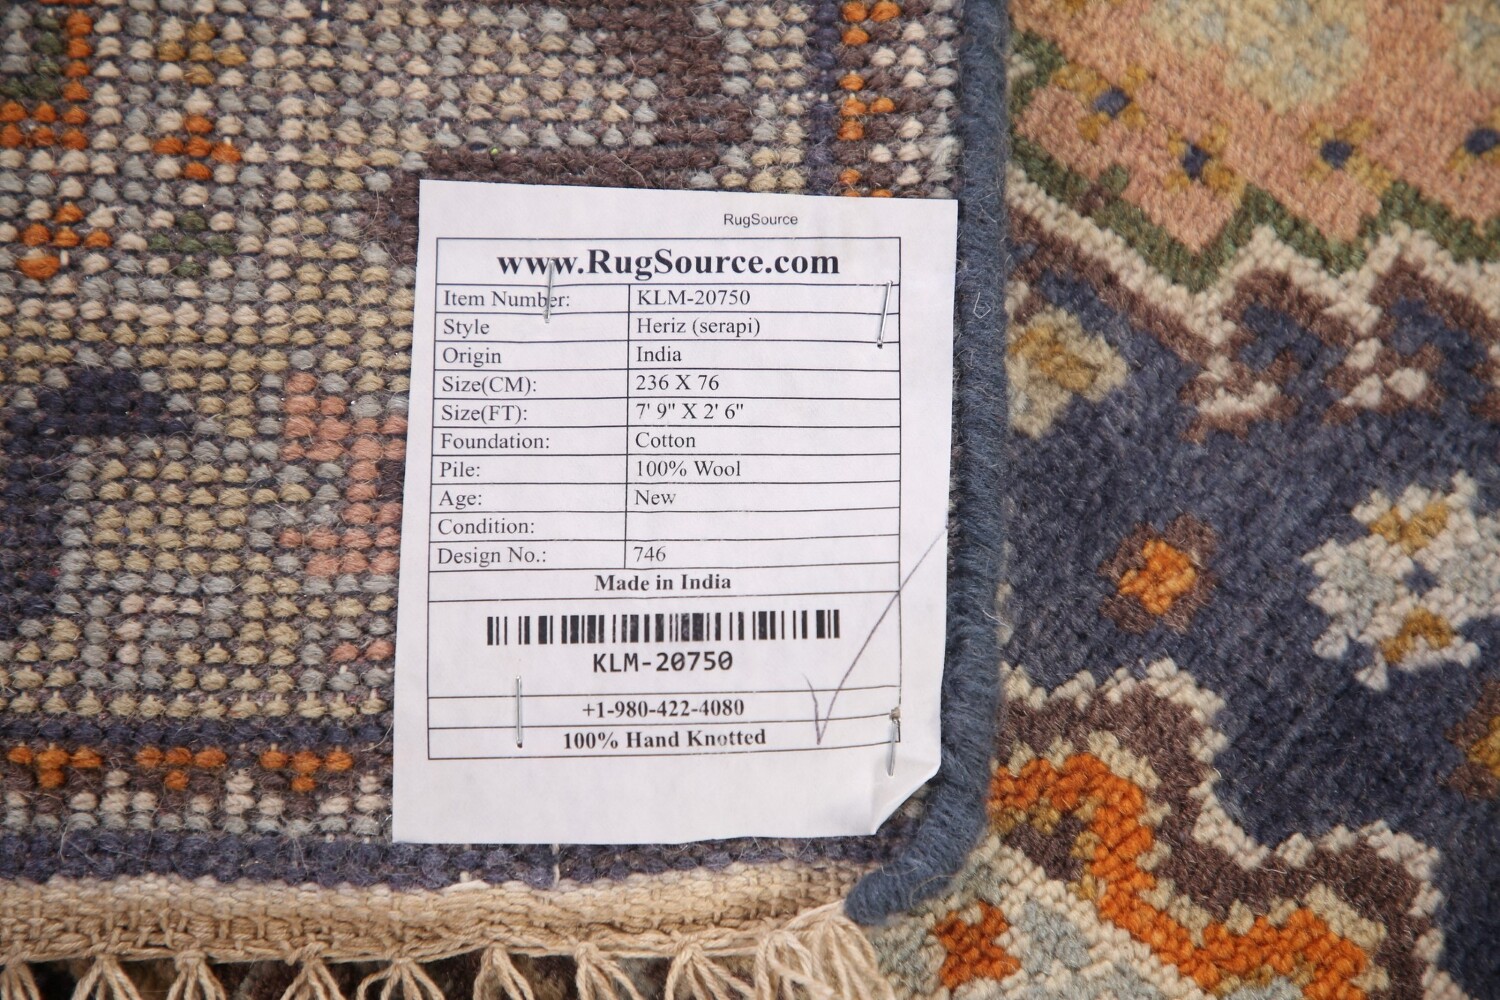 RugSource
www.RugSource.com
Item Number: KLM-20750
Style Heriz (serapi)
Origin India
Size(CM): 236 X 76
Size(FT): 7' 9" X 2' 6"
Foundation: Cotton
Pile: 100% Wool
Age: New
Condition:
Design No.: 746
Made in India
KLM-20750
+1-980-422-4080
100% Hand Knotted